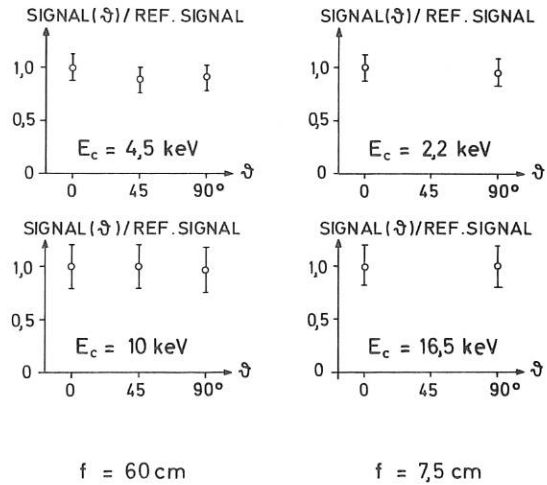 SIGNAL(ϑ)/REF. SIGNAL
1,0
0,5
0
E_c = 4,5 keV
0 45 90° ϑ
SIGNAL(ϑ)/REF. SIGNAL
1,0
0,5
0
E_c = 2,2 keV
0 45 90° ϑ
SIGNAL(ϑ)/REF. SIGNAL
1,0
0,5
0
E_c = 10 keV
0 45 90° ϑ
SIGNAL(ϑ)/REF. SIGNAL
1,0
0,5
0
E_c = 16,5 keV
0 45 90° ϑ
f = 60 cm
f = 7,5 cm